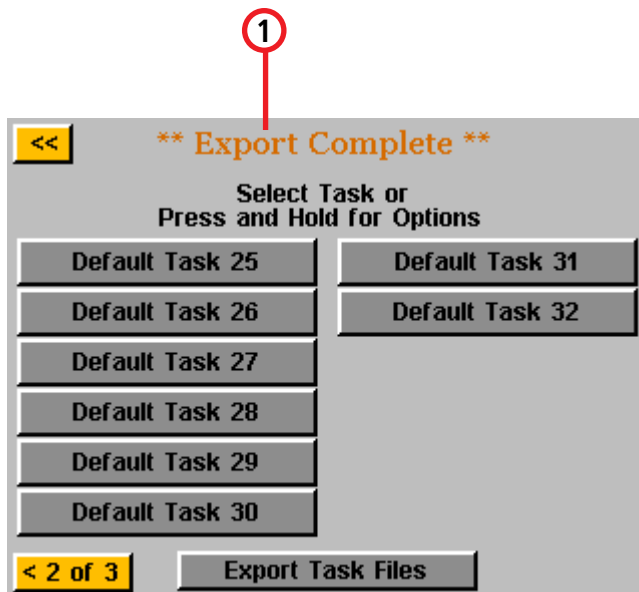 1
<< ** Export Complete **
Select Task or
Press and Hold for Options
Default Task 25 Default Task 31
Default Task 26 Default Task 32
Default Task 27
Default Task 28
Default Task 29
Default Task 30
< 2 of 3 Export Task Files